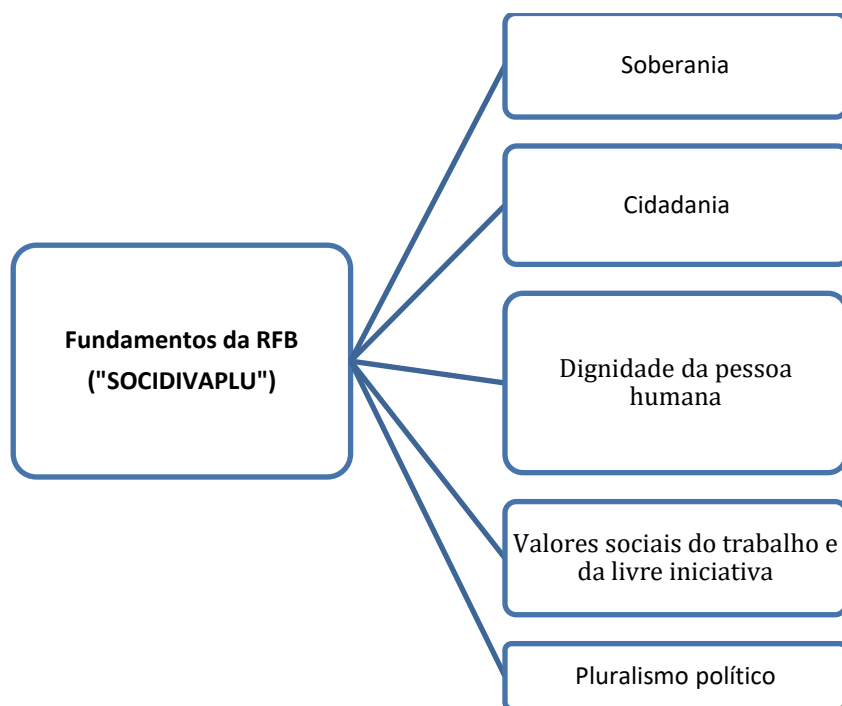 Fundamentos da RFB
("SOCIDIVAPLU")
Soberania
Cidadania
Dignidade da pessoa
humana
Valores sociais do trabalho e
da livre iniciativa
Pluralismo político